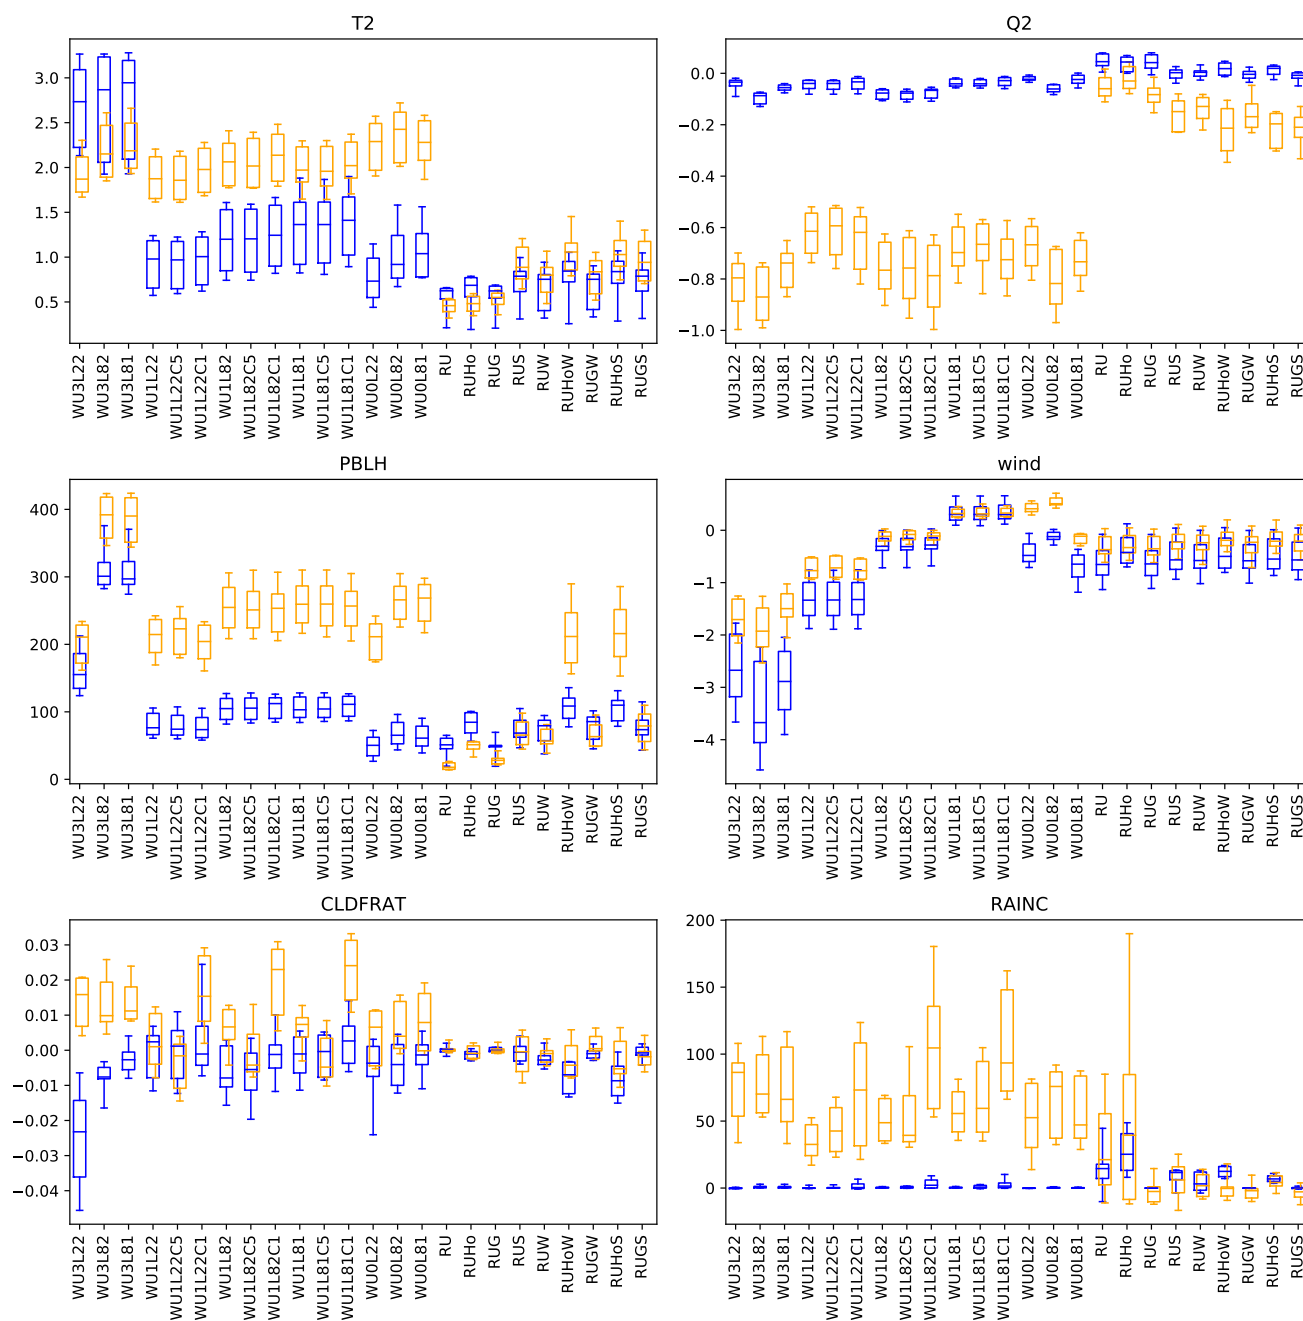 T2
3.0
2.5
2.0
1.5
1.0
0.5
WU3L22
WU3L82
WU3L81
WU1L22
WU1L22C5
WU1L22C1
WU1L82
WU1L82C5
WU1L82C1
WU1L81
WU1L81C5
WU1L81C1
WU0L22
WU0L82
WU0L81
RU
RUHo
RUG
RUS
RUW
RUHoW
RUGW
RUHoS
RUGS
Q2
0.0
−0.2
−0.4
−0.6
−0.8
−1.0
WU3L22
WU3L82
WU3L81
WU1L22
WU1L22C5
WU1L22C1
WU1L82
WU1L82C5
WU1L82C1
WU1L81
WU1L81C5
WU1L81C1
WU0L22
WU0L82
WU0L81
RU
RUHo
RUG
RUS
RUW
RUHoW
RUGW
RUHoS
RUGS
PBLH
400
300
200
100
0
WU3L22
WU3L82
WU3L81
WU1L22
WU1L22C5
WU1L22C1
WU1L82
WU1L82C5
WU1L82C1
WU1L81
WU1L81C5
WU1L81C1
WU0L22
WU0L82
WU0L81
RU
RUHo
RUG
RUS
RUW
RUHoW
RUGW
RUHoS
RUGS
wind
0
−1
−2
−3
−4
WU3L22
WU3L82
WU3L81
WU1L22
WU1L22C5
WU1L22C1
WU1L82
WU1L82C5
WU1L82C1
WU1L81
WU1L81C5
WU1L81C1
WU0L22
WU0L82
WU0L81
RU
RUHo
RUG
RUS
RUW
RUHoW
RUGW
RUHoS
RUGS
CLDFRAT
0.03
0.02
0.01
0.00
−0.01
−0.02
−0.03
−0.04
WU3L22
WU3L82
WU3L81
WU1L22
WU1L22C5
WU1L22C1
WU1L82
WU1L82C5
WU1L82C1
WU1L81
WU1L81C5
WU1L81C1
WU0L22
WU0L82
WU0L81
RU
RUHo
RUG
RUS
RUW
RUHoW
RUGW
RUHoS
RUGS
RAINC
200
150
100
50
0
WU3L22
WU3L82
WU3L81
WU1L22
WU1L22C5
WU1L22C1
WU1L82
WU1L82C5
WU1L82C1
WU1L81
WU1L81C5
WU1L81C1
WU0L22
WU0L82
WU0L81
RU
RUHo
RUG
RUS
RUW
RUHoW
RUGW
RUHoS
RUGS